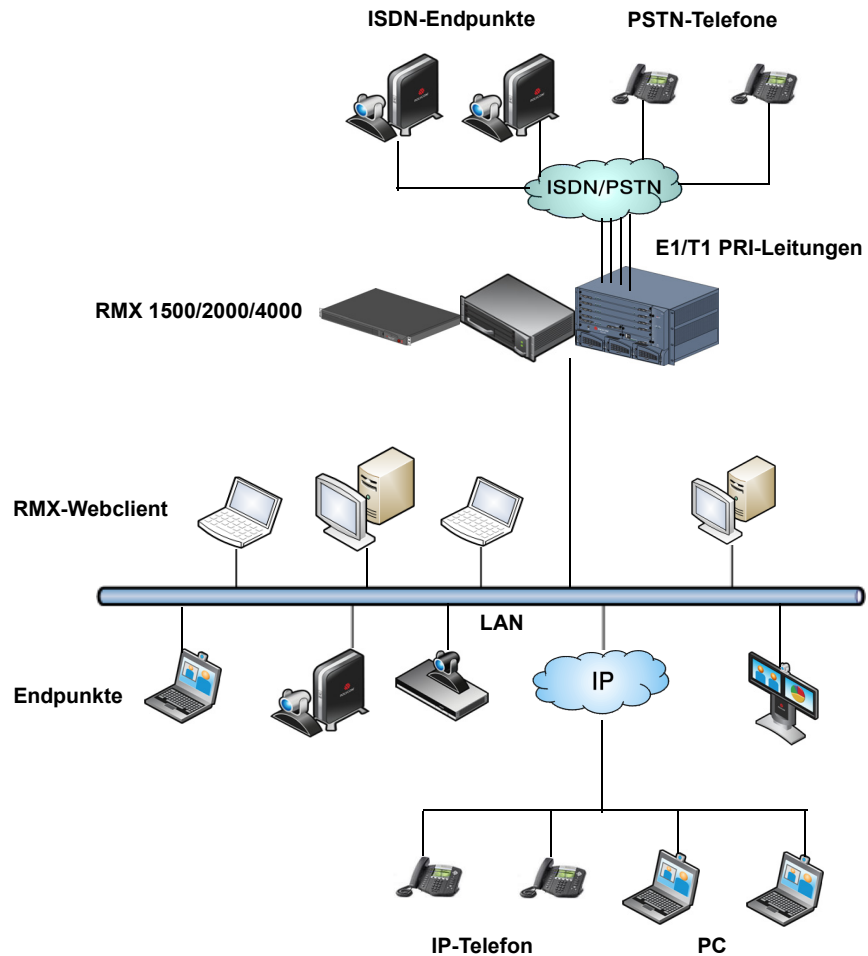 ISDN-Endpunkte
PSTN-Telefone
ISDN/PSTN
E1/T1 PRI-Leitungen
RMX 1500/2000/4000
RMX-Webclient
LAN
Endpunkte
IP
IP-Telefon
PC